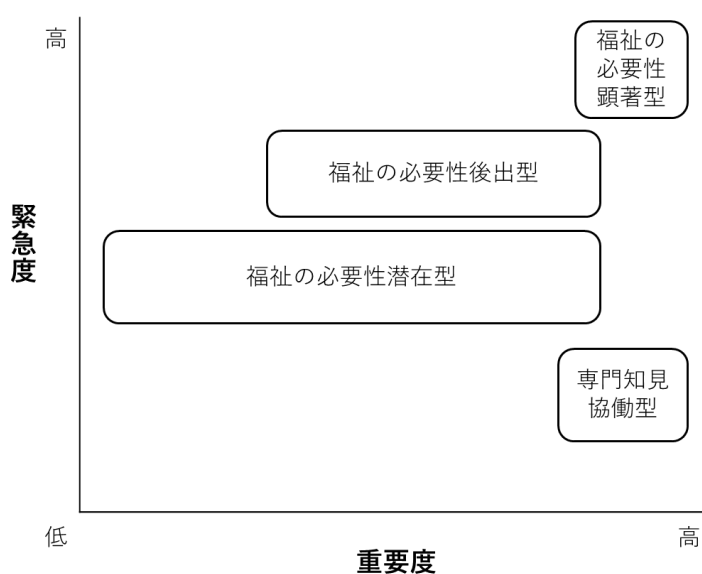 高
福祉の
必要性
顕著型
福祉の必要性後出型
緊急度
福祉の必要性潜在型
専門知見
協働型
低
高
重要度